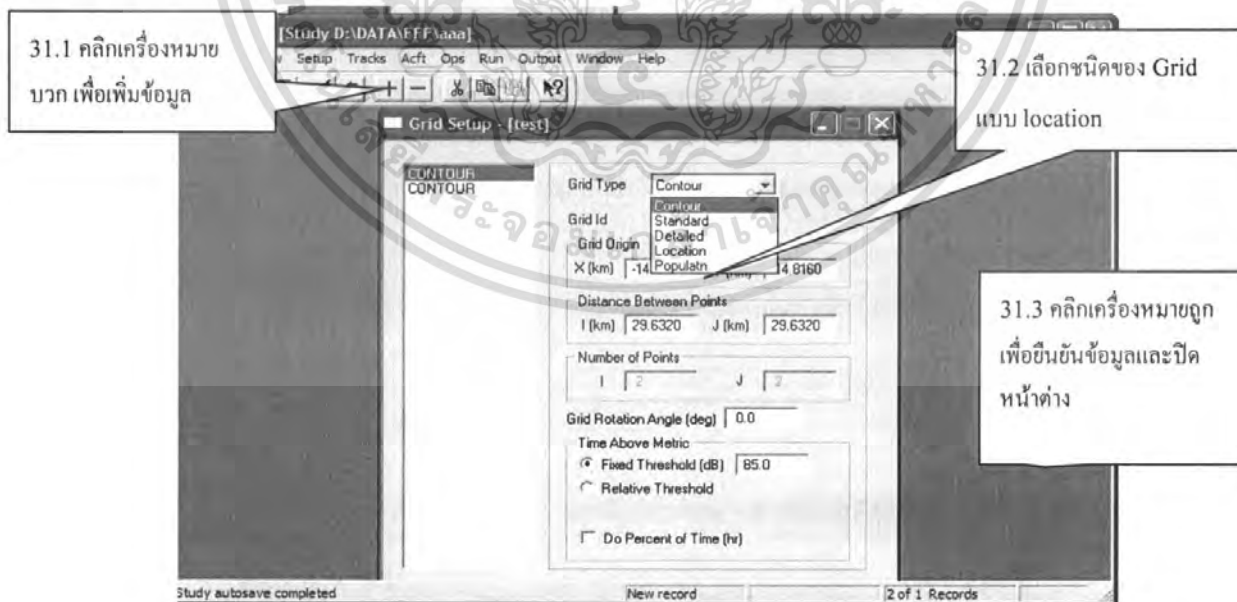 31.1 คลิกเครื่องหมาย
บวก เพื่อเพิ่มข้อมูล
[Study D:\DATA\EFF\aaa]
Setup Tracks Acft Ops Run Output Window Help
31.2 เลือกชนิดของ Grid
แบบ location
Grid Setup - [test]
CONTOUR
CONTOUR
Grid Type Contour
Contour
Standard
Detailed
Location
Populatn
Grid Id
Grid Origin
X (km) -14 14.8160
Distance Between Points
I (km) 29.6320 J (km) 29.6320
Number of Points
I 2 J 2
Grid Rotation Angle (deg) 0.0
Time Above Metric
Fixed Threshold (dB) 85.0
Relative Threshold
Do Percent of Time (hr)
31.3 คลิกเครื่องหมายถูก
เพื่อยืนยันข้อมูลและปิด
หน้าต่าง
Study autosave completed New record 2 of 1 Records